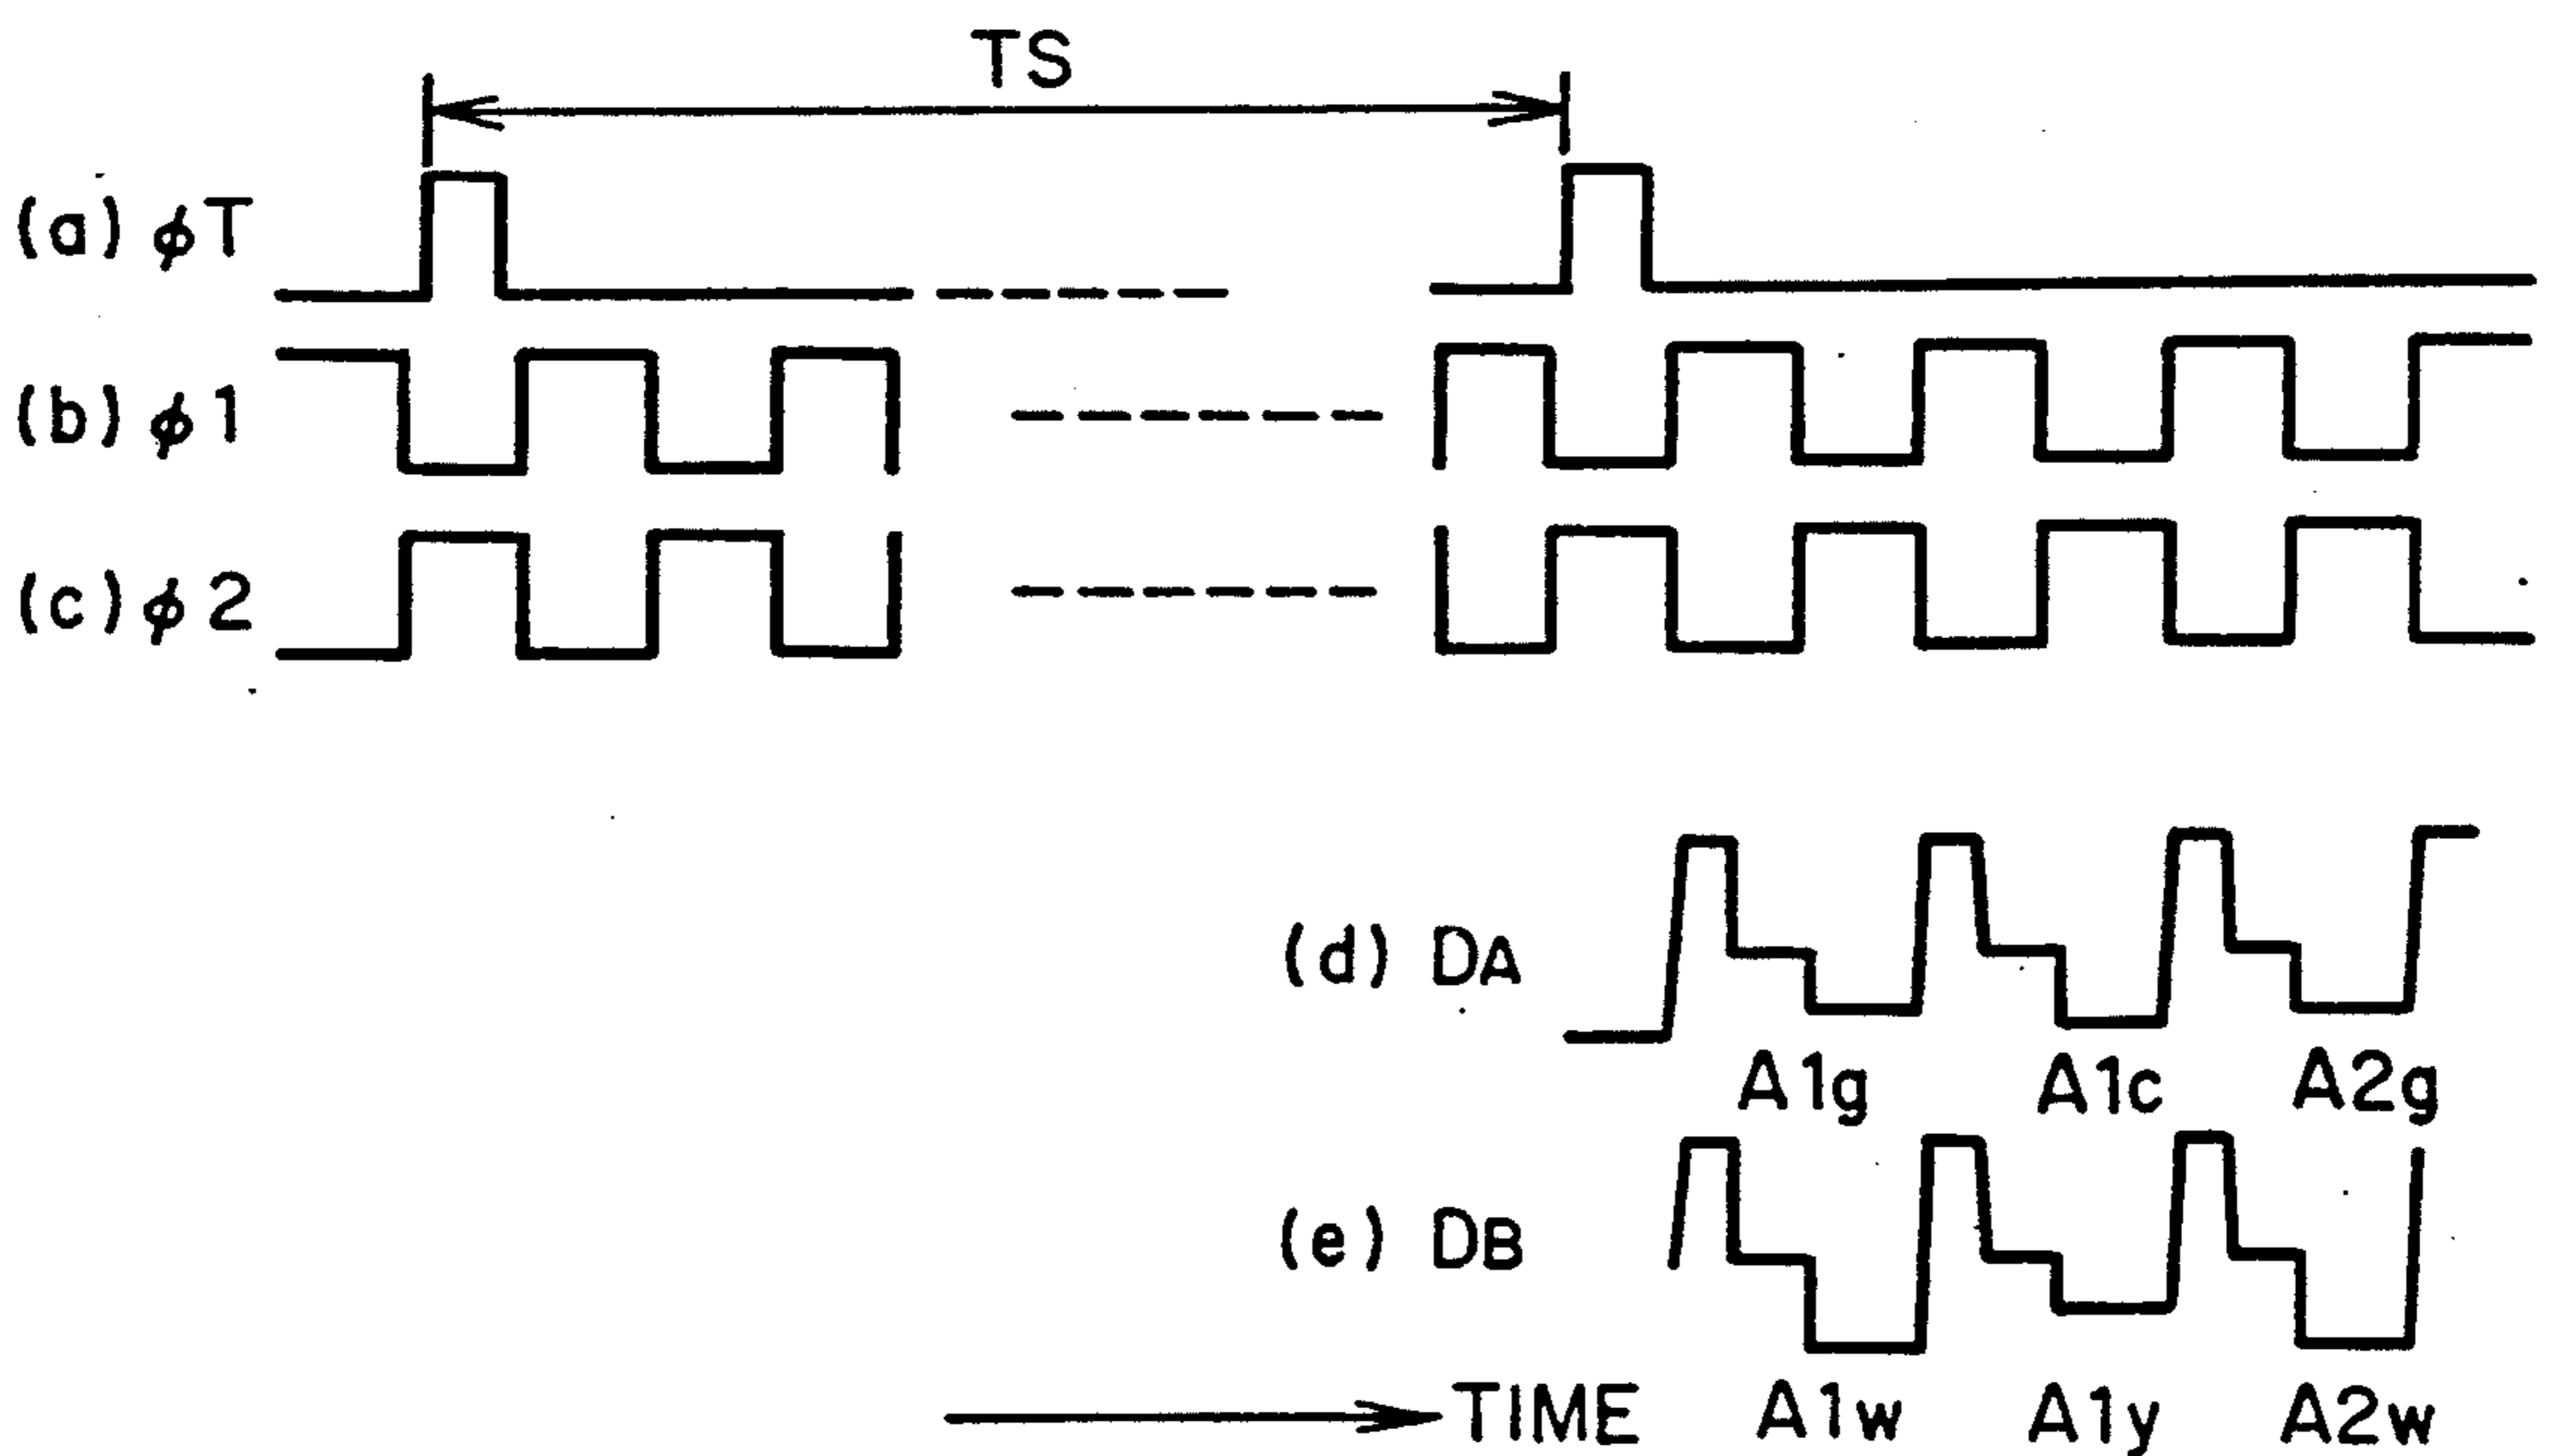 TS
(a) ϕT
(b) ϕ1
(c) ϕ2
(d) DA
A1g A1c A2g
(e) DB
TIME A1w A1y A2w